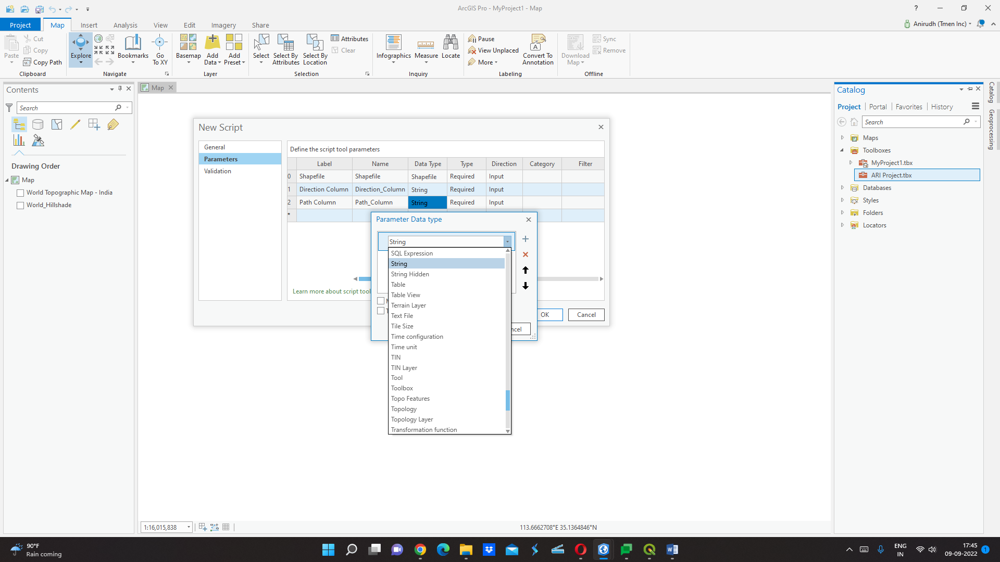 ArcGIS Pro - MyProject1 - Map
?
Project
Map
Insert
Analysis
View
Edit
Imagery
Share
Anirudh (Tmen Inc)
Paste
Cut
Copy
Copy Path
Clipboard
Explore
Bookmarks
Go
To XY
Navigate
Basemap
Add
Data
Add
Preset
Layer
Select
Select By
Attributes
Select By
Location
Attributes
Clear
Selection
Infographics
Measure
Locate
Inquiry
Pause
View Unplaced
More
Convert To
Annotation
Labeling
Download
Map
Sync
Remove
Offline
Contents
Search
Drawing Order
Map
World Topographic Map - India
World_Hillshade
Map
New Script
General
Parameters
Validation
Define the script tool parameters
Label Name Data Type Type Direction Category Filter
0 Shapefile Shapefile Shapefile Required Input
1 Direction Column Direction_Column String Required Input
2 Path Column Path_Column String Required Input
*
Learn more about script tool
OK
Cancel
Parameter Data type
String
SQL Expression
String
String Hidden
Table
Table View
Terrain Layer
Text File
Tile Size
Time configuration
Time unit
TIN
TIN Layer
Tool
Toolbox
Topo Features
Topology
Topology Layer
Transformation function
ncel
Catalog
Project
Portal
Favorites
History
Search
Maps
Toolboxes
MyProject1.tbx
ARI Project.tbx
Databases
Styles
Folders
Locators
Catalog
Geoprocessing
1:16,015,838
113.6662708°E 35.1364846°N
90°F
Rain coming
ENG
IN
17:45
09-09-2022
1